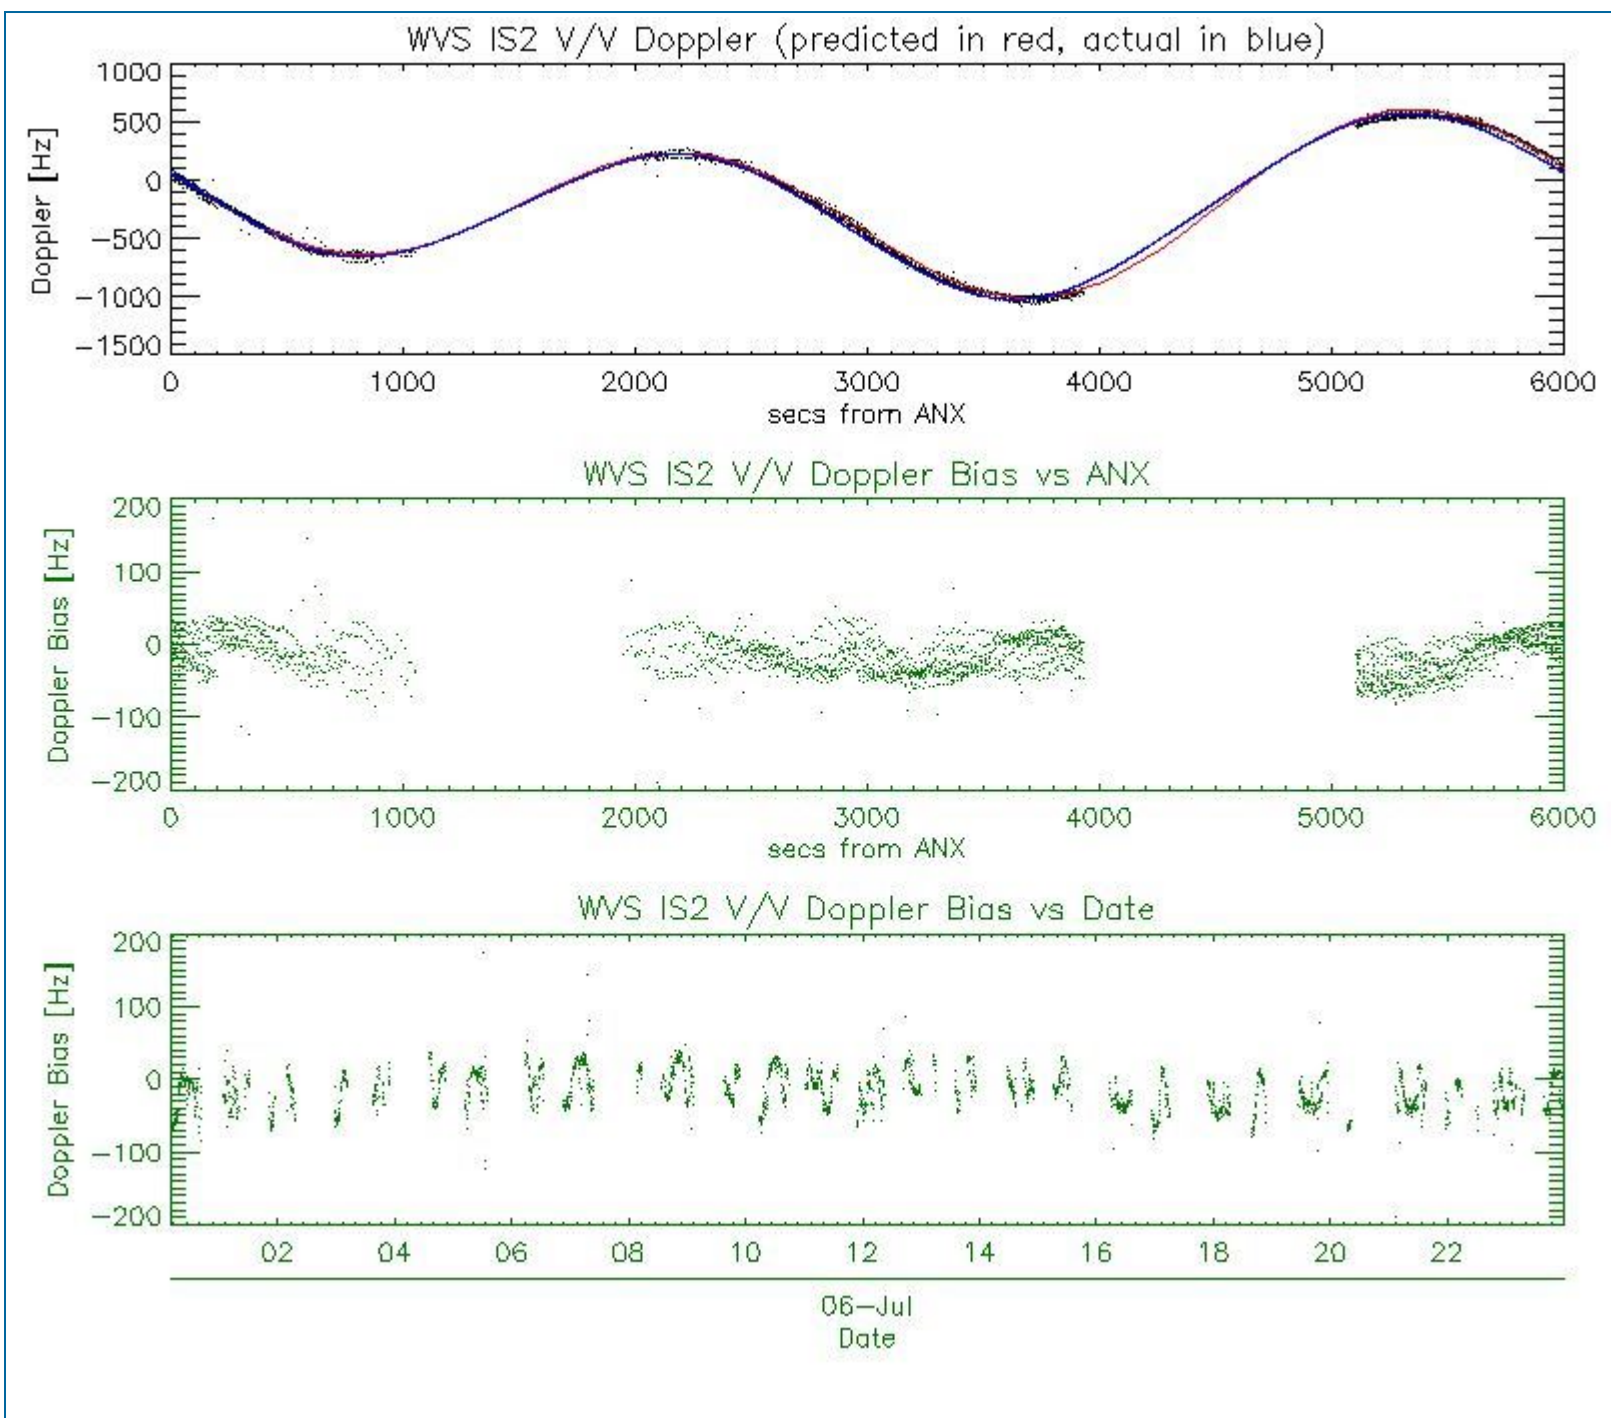 WVS IS2 V/V Doppler (predicted in red, actual in blue)
Doppler [Hz]
1000
500
0
-500
-1000
-1500
0 1000 2000 3000 4000 5000 6000
secs from ANX
WVS IS2 V/V Doppler Bias vs ANX
Doppler Bias [Hz]
200
100
0
-100
-200
0 1000 2000 3000 4000 5000 6000
secs from ANX
WVS IS2 V/V Doppler Bias vs Date
Doppler Bias [Hz]
200
100
0
-100
-200
02 04 06 08 10 12 14 16 18 20 22
06-Jul
Date